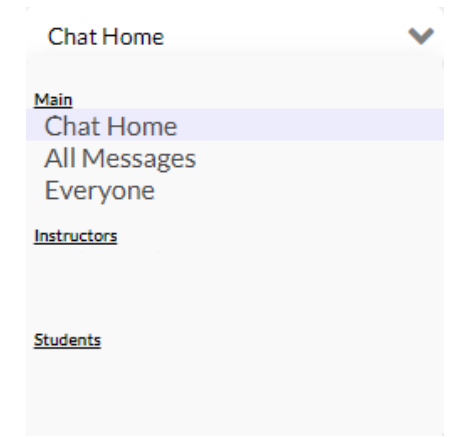 Chat Home
Main
Chat Home
All Messages
Everyone
Instructors
Students